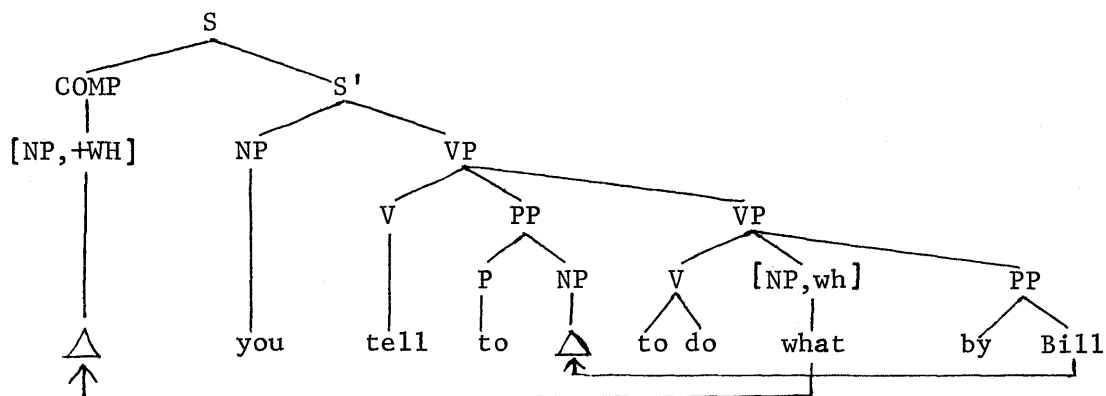 S
COMP S'
[NP,+WH] NP VP
V PP VP
P NP V [NP,wh] PP
you tell to to do what by Bill